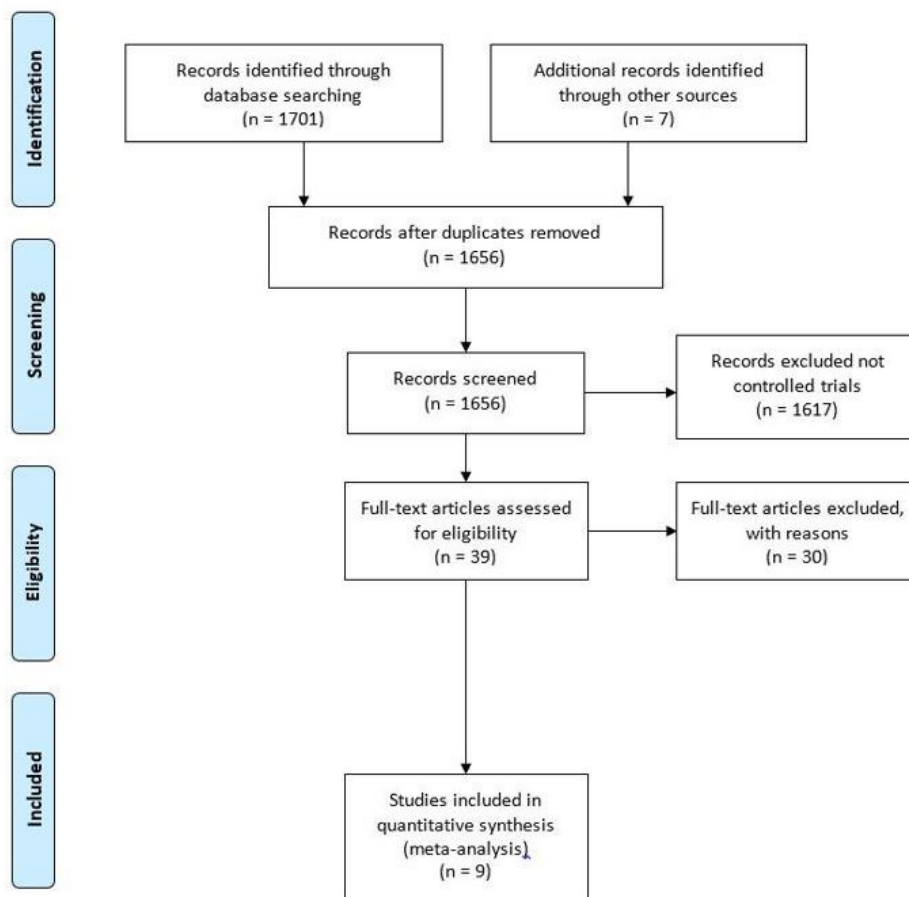 Identification
Records identified through
database searching
(n = 1701)
Additional records identified
through other sources
(n = 7)
Records after duplicates removed
(n = 1656)
Screening
Records screened
(n = 1656)
Records excluded not
controlled trials
(n = 1617)
Eligibility
Full-text articles assessed
for eligibility
(n = 39)
Full-text articles excluded,
with reasons
(n = 30)
Included
Studies included in
quantitative synthesis
(meta-analysis)
(n = 9)